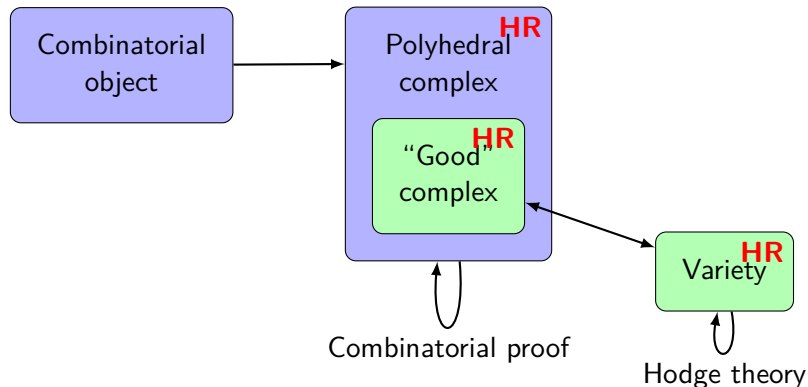 Combinatorial
object
Polyhedral
complex
HR
“Good”
complex
HR
Variety
HR
Combinatorial proof
Hodge theory